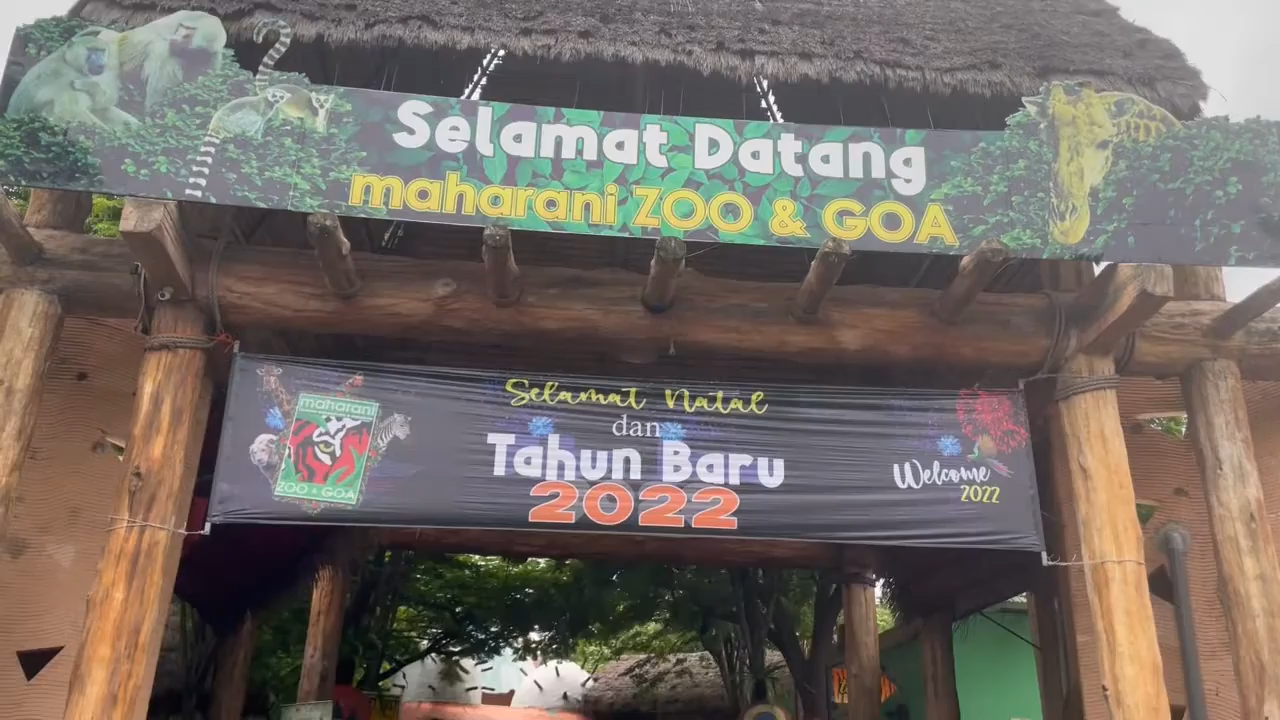 Selamat Datang
maharani ZOO & GOA
maharani
ZOO & GOA
Selamat Natal
dan
Tahun Baru
2022
Welcome
2022